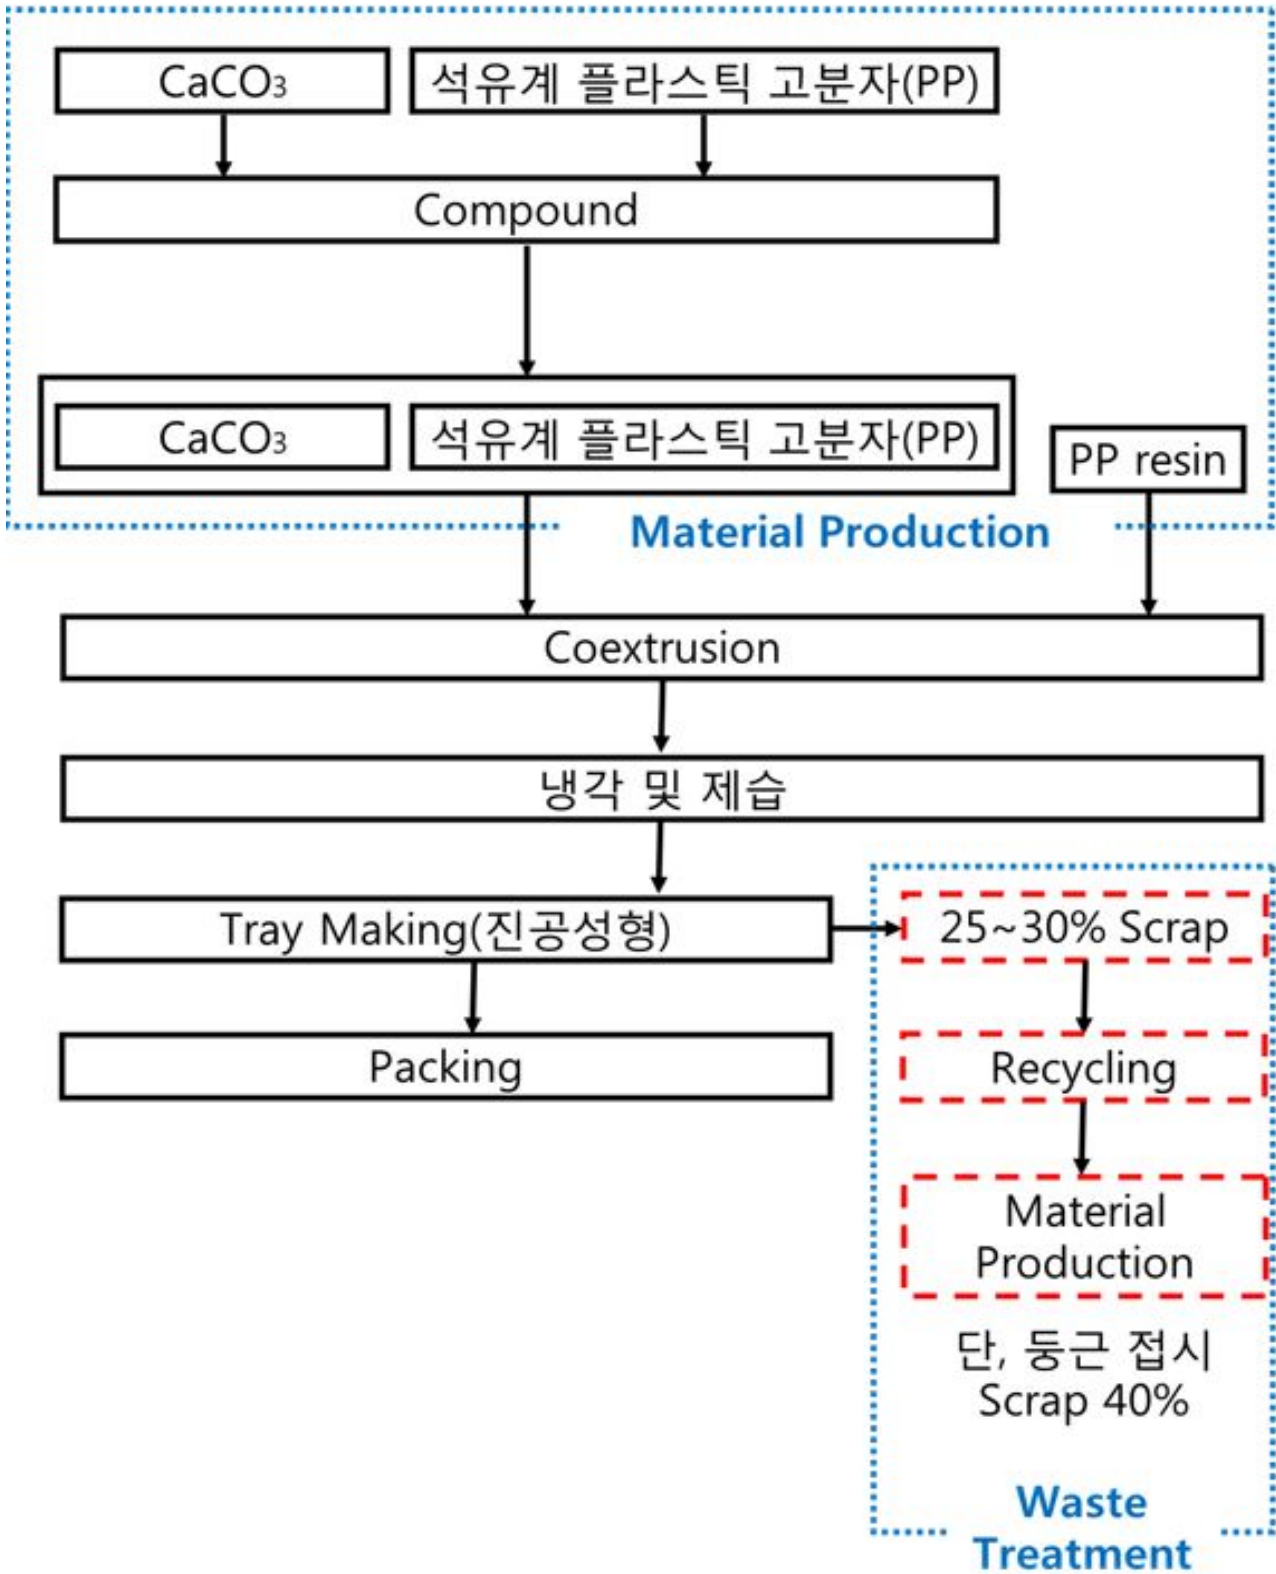 CaCO₃
석유계 플라스틱 고분자(PP)
Compound
CaCO₃
석유계 플라스틱 고분자(PP)
PP resin
Material Production
Coextrusion
냉각 및 제습
Tray Making(진공성형)
25~30% Scrap
Packing
Recycling
Material
Production
단, 둥근 접시
Scrap 40%
Waste
Treatment